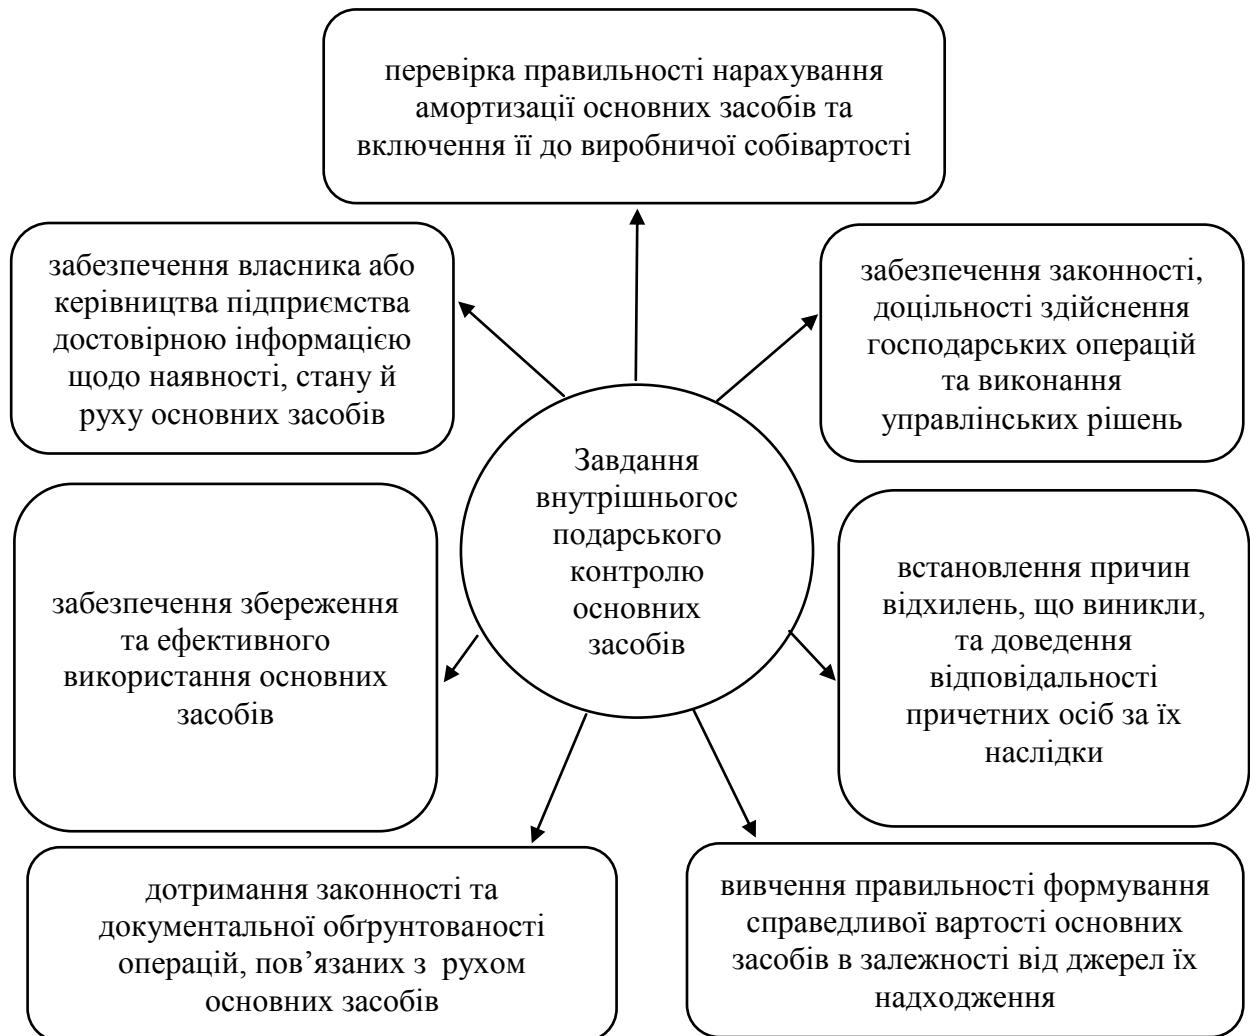 перевірка правильності нарахування
амортизації основних засобів та
включення її до виробничої собівартості
забезпечення власника або
керівництва підприємства
достовірною інформацією
щодо наявності, стану й
руху основних засобів
забезпечення законності,
доцільності здійснення
господарських операцій
та виконання
управлінських рішень
Завдання
внутрішньогос
подарського
контролю
основних
засобів
забезпечення збереження
та ефективного
використання основних
засобів
встановлення причин
відхилень, що виникли,
та доведення
відповідальності
причетних осіб за їх
наслідки
дотримання законності та
документальної обґрунтованості
операцій, пов’язаних з рухом
основних засобів
вивчення правильності формування
справедливої вартості основних
засобів в залежності від джерел їх
надходження